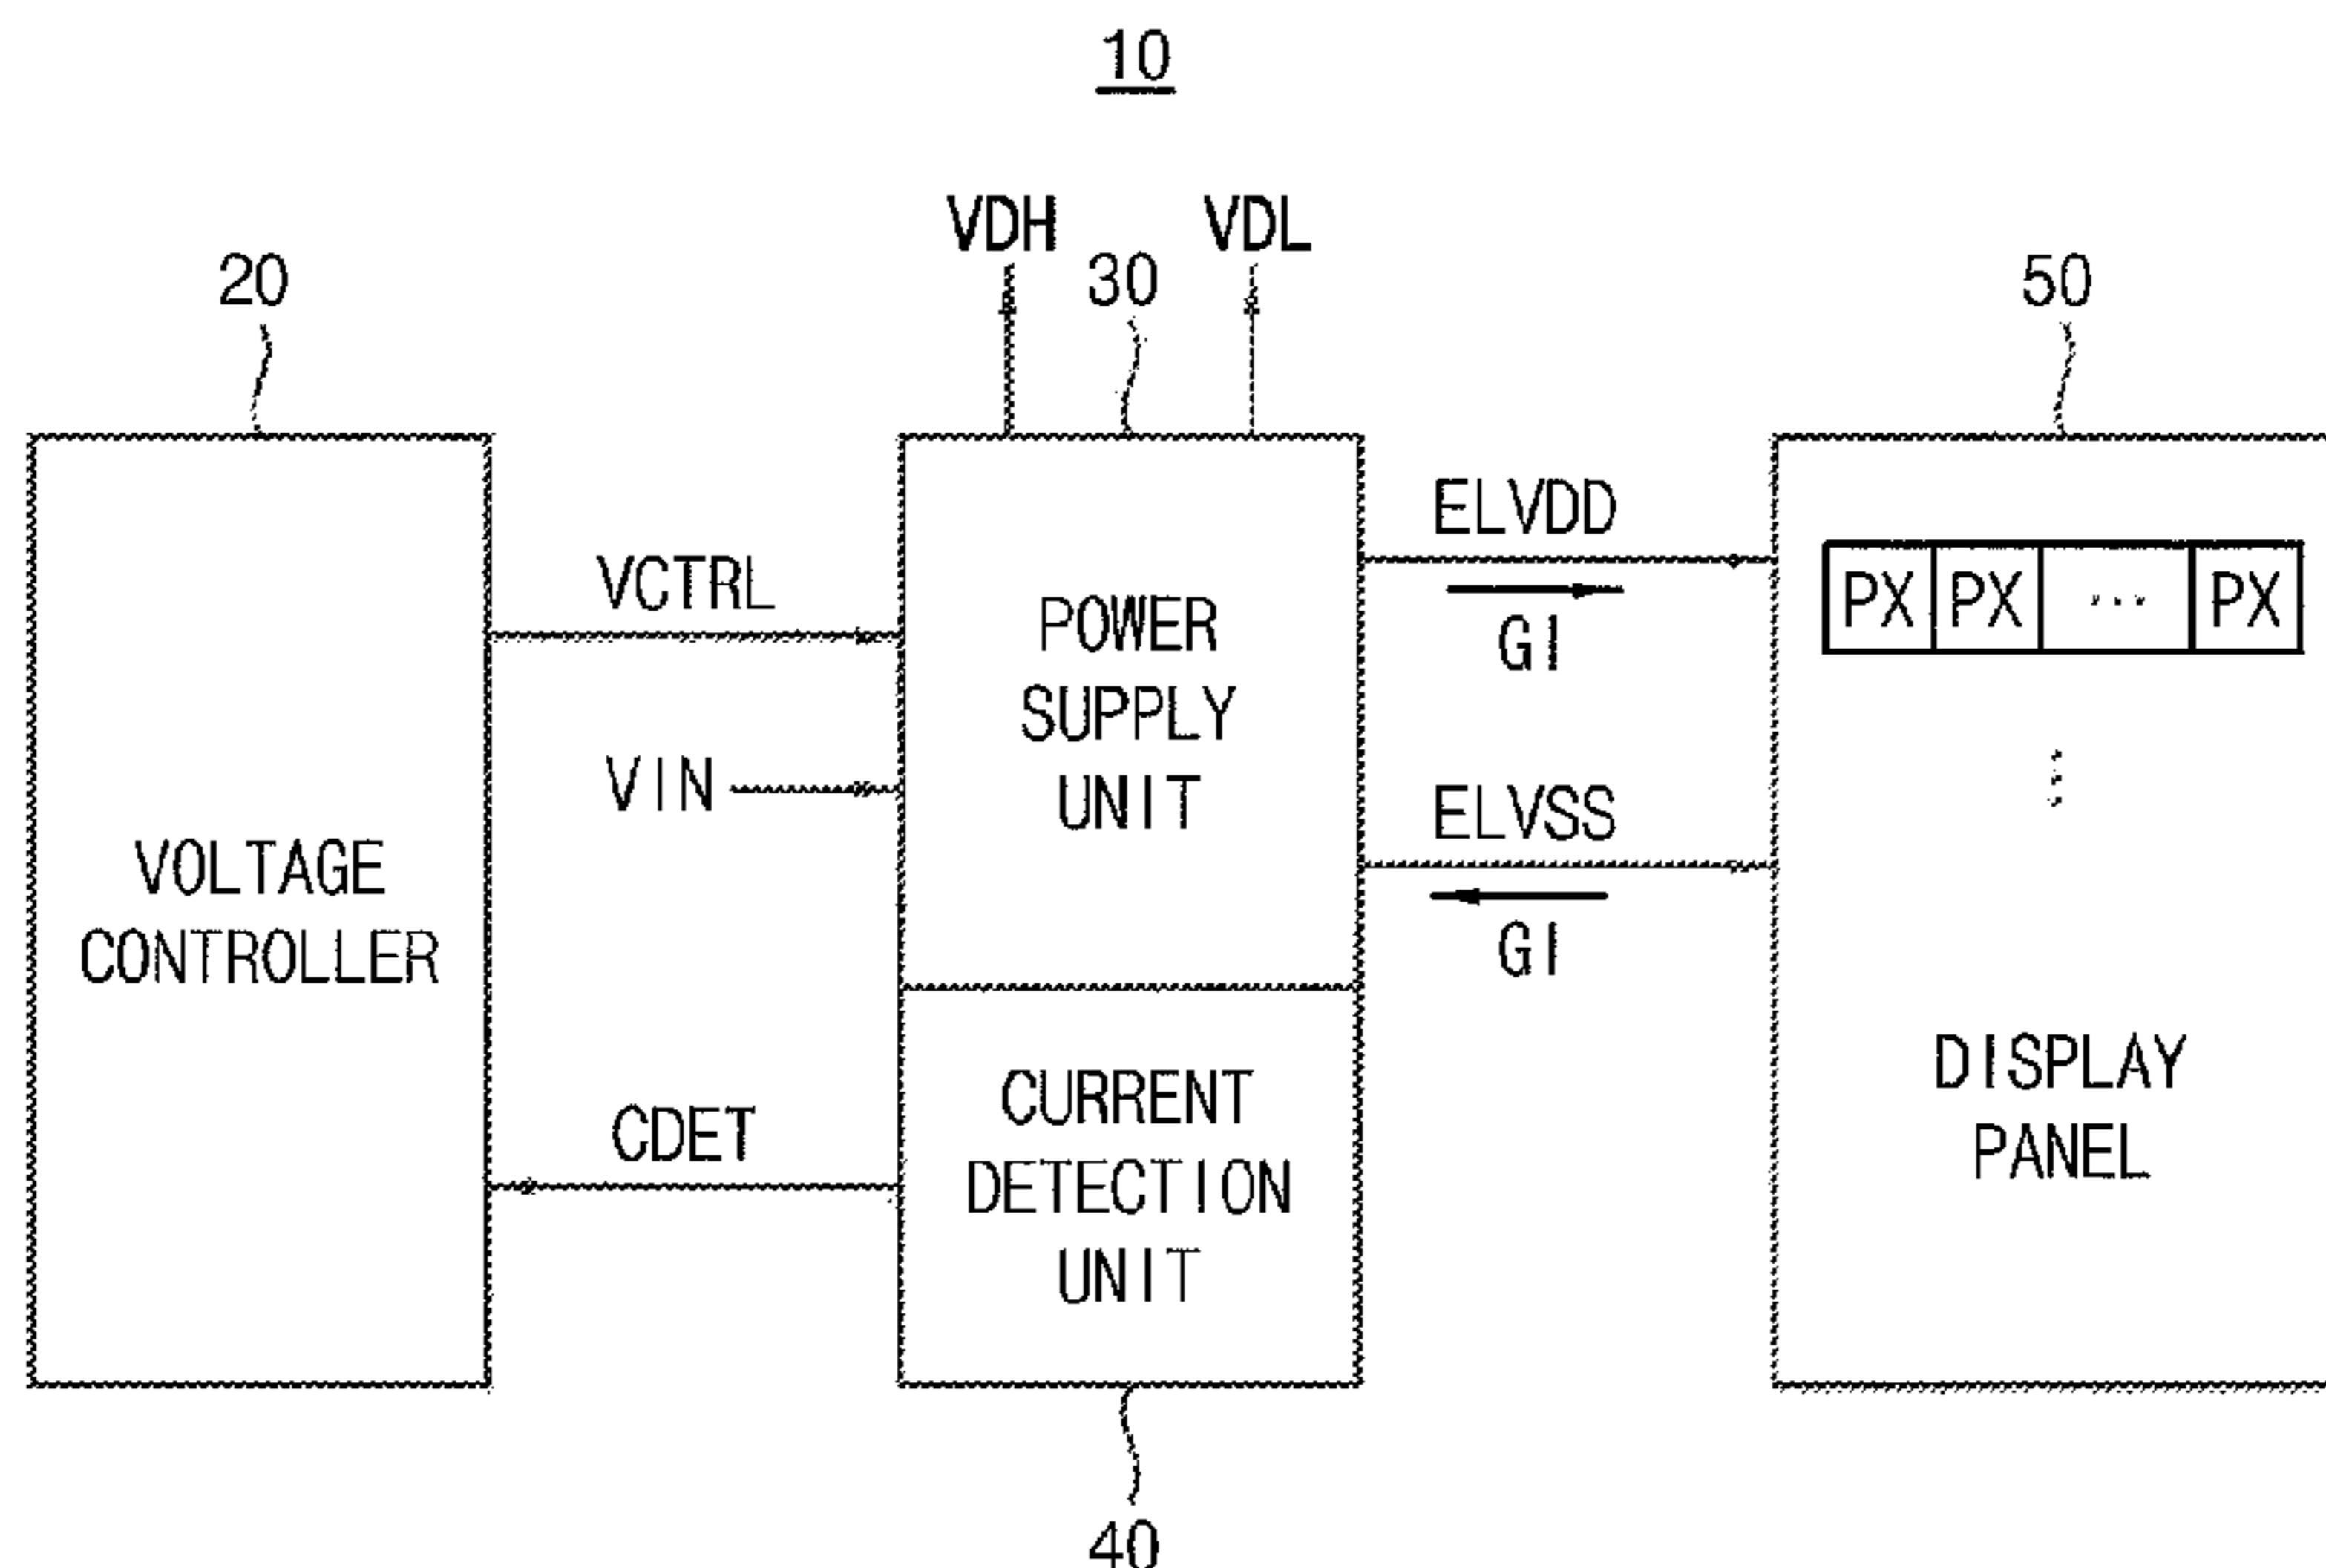 10
VDH VDL
20 30 50
ELVDD
VCTRL
POWER
SUPPLY
UNIT
GI
PX PX ... PX
VIN
ELVSS
VOLTAGE
CONTROLLER
GI
CURRENT
DETECTION
UNIT
DISPLAY
PANEL
CDET
40